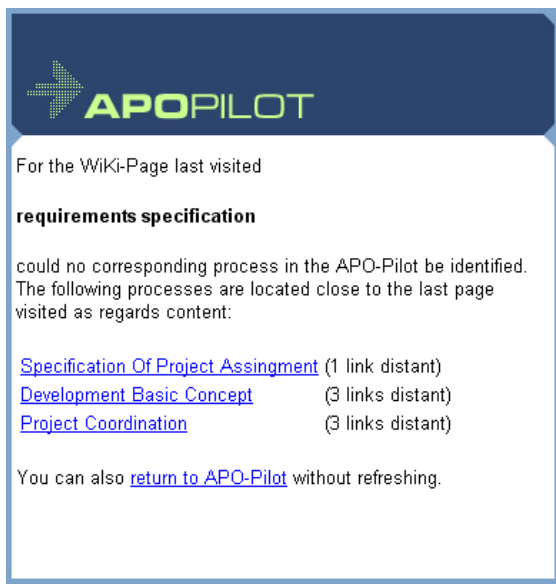 APOPILOT
For the WiKi-Page last visited
requirements specification
could no corresponding process in the APO-Pilot be identified.
The following processes are located close to the last page
visited as regards content:
Specification Of Project Assingment (1 link distant)
Development Basic Concept (3 links distant)
Project Coordination (3 links distant)
You can also return to APO-Pilot without refreshing.